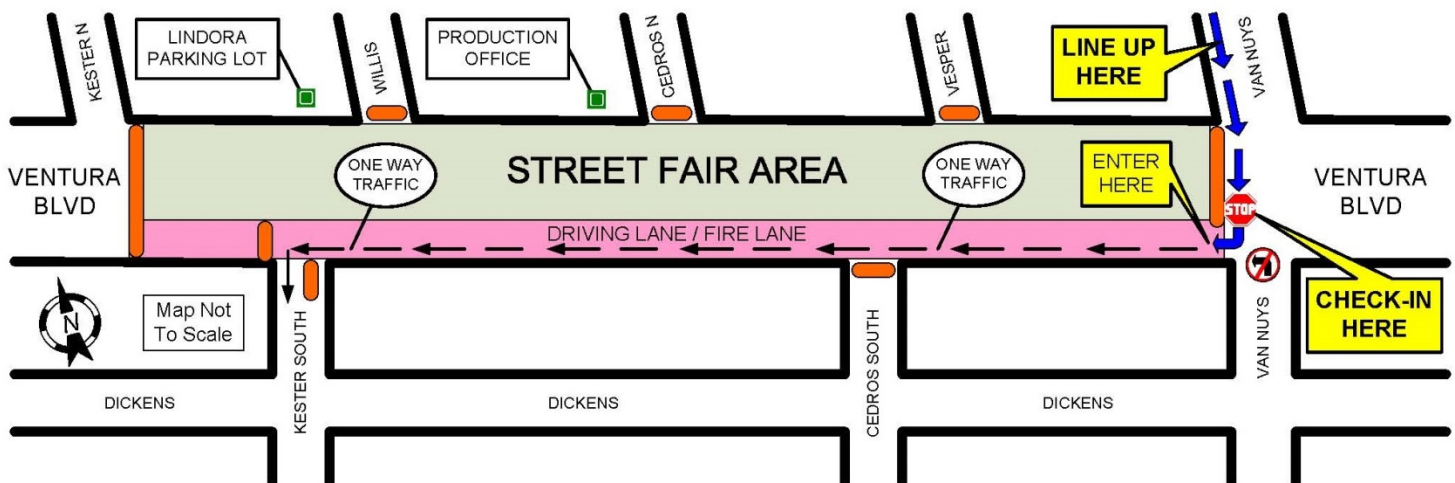 KESTER N
LINDORA
PARKING LOT
WILLIS
PRODUCTION
OFFICE
CEDROS N
VESPER
LINE UP
HERE
VAN NUYS
VENTURA
BLVD
ONE WAY
TRAFFIC
STREET FAIR AREA
ONE WAY
TRAFFIC
ENTER
HERE
STOP
VENTURA
BLVD
DRIVING LANE / FIRE LANE
N
Map Not
To Scale
KESTER SOUTH
CEDROS SOUTH
VAN NUYS
CHECK-IN
HERE
DICKENS
DICKENS
DICKENS